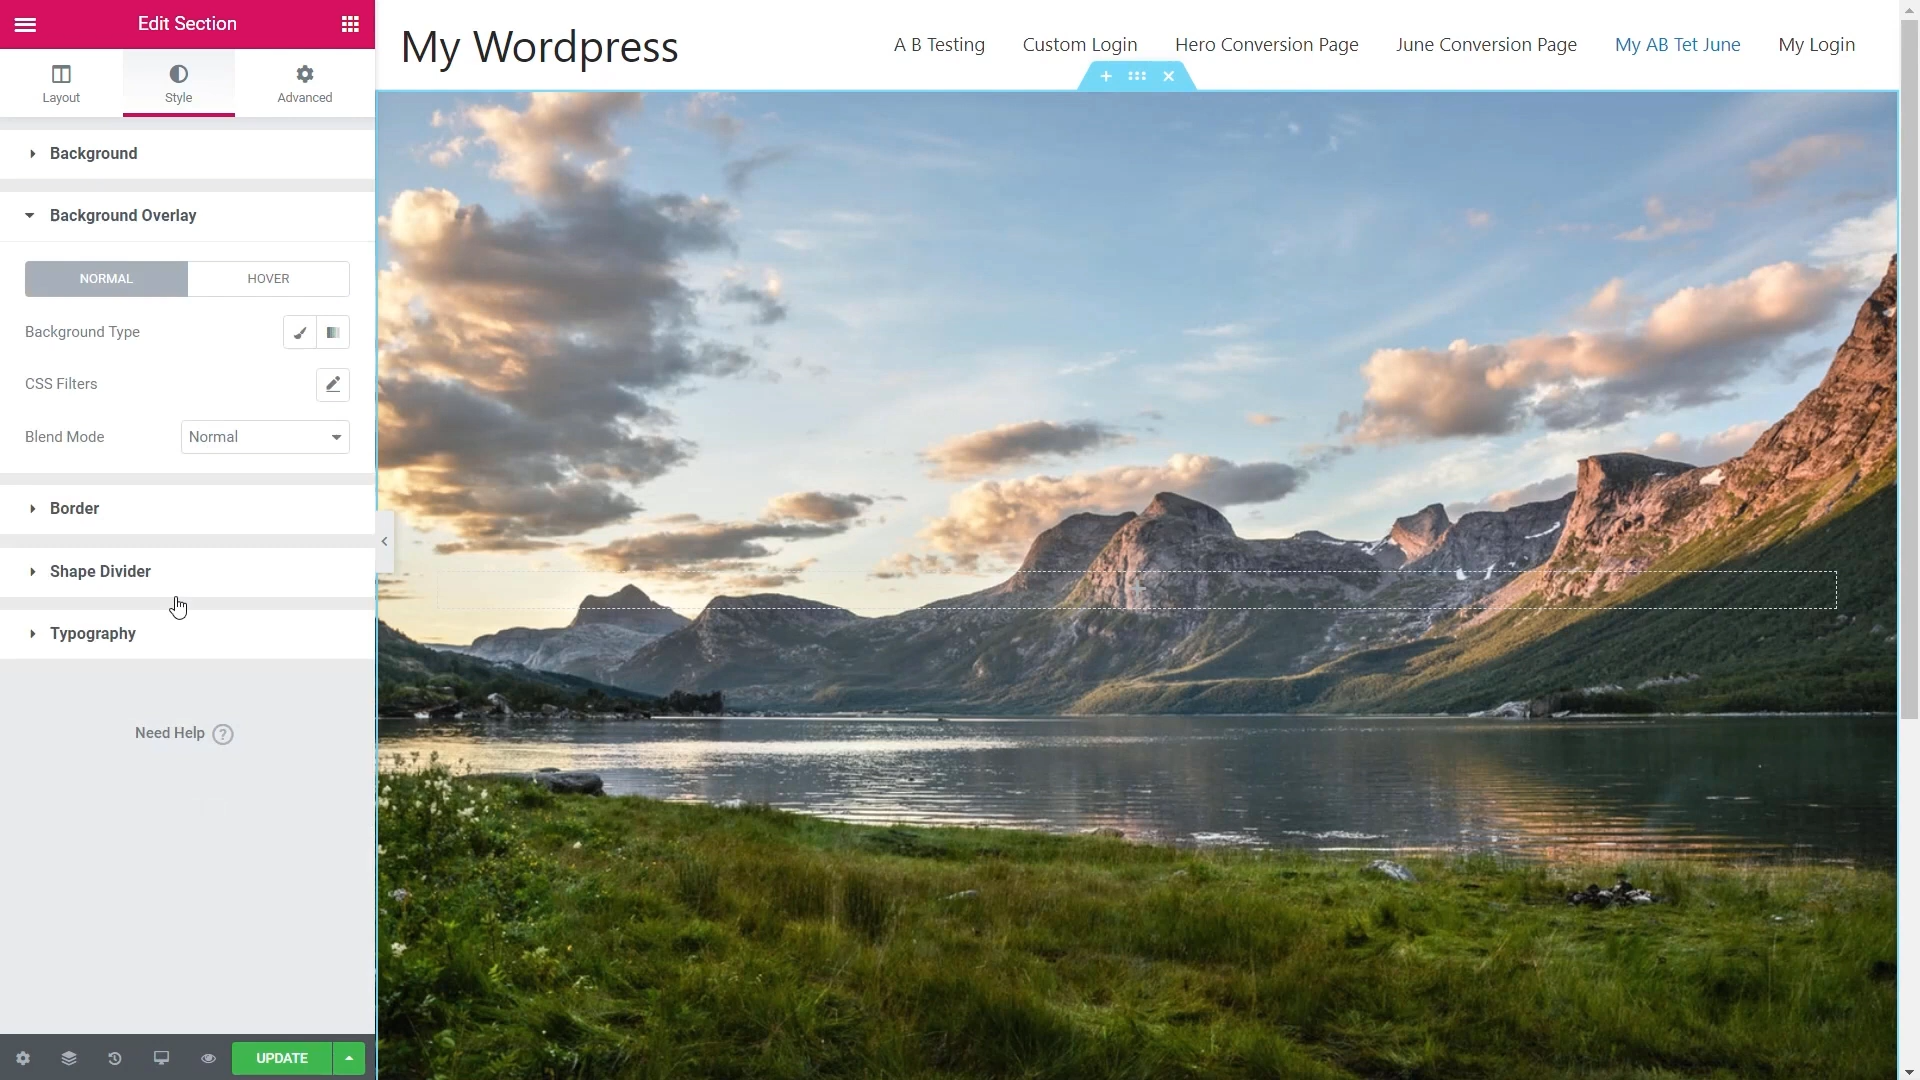 Edit Section
Layout
Style
Advanced
Background
Background Overlay
NORMAL
HOVER
Background Type
CSS Filters
Blend Mode
Normal
Border
Shape Divider
Typography
Need Help ?
UPDATE
My Wordpress
A B Testing
Custom Login
Hero Conversion Page
June Conversion Page
My AB Tet June
My Login